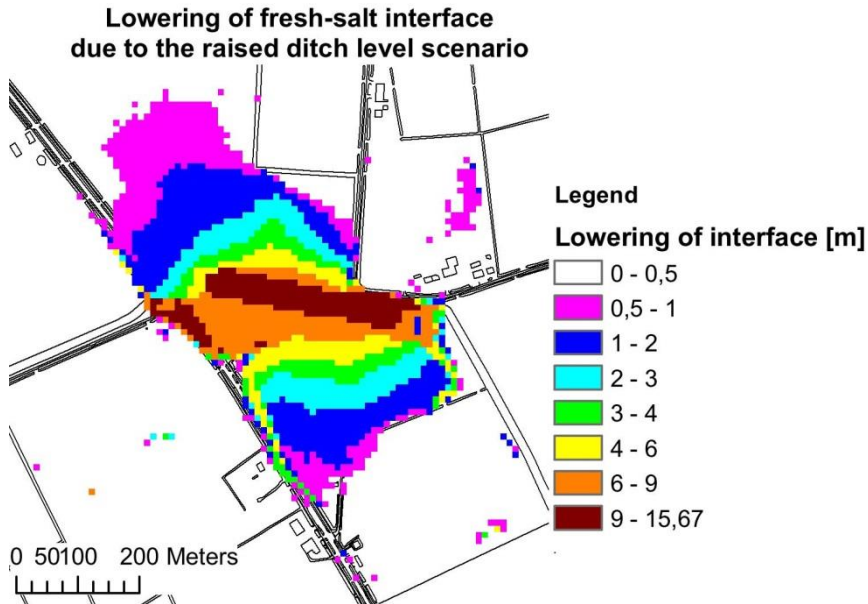 Lowering of fresh-salt interface
due to the raised ditch level scenario
Legend
Lowering of interface [m]
0 - 0,5
0,5 - 1
1 - 2
2 - 3
3 - 4
4 - 6
6 - 9
9 - 15,67
0 50100 200 Meters